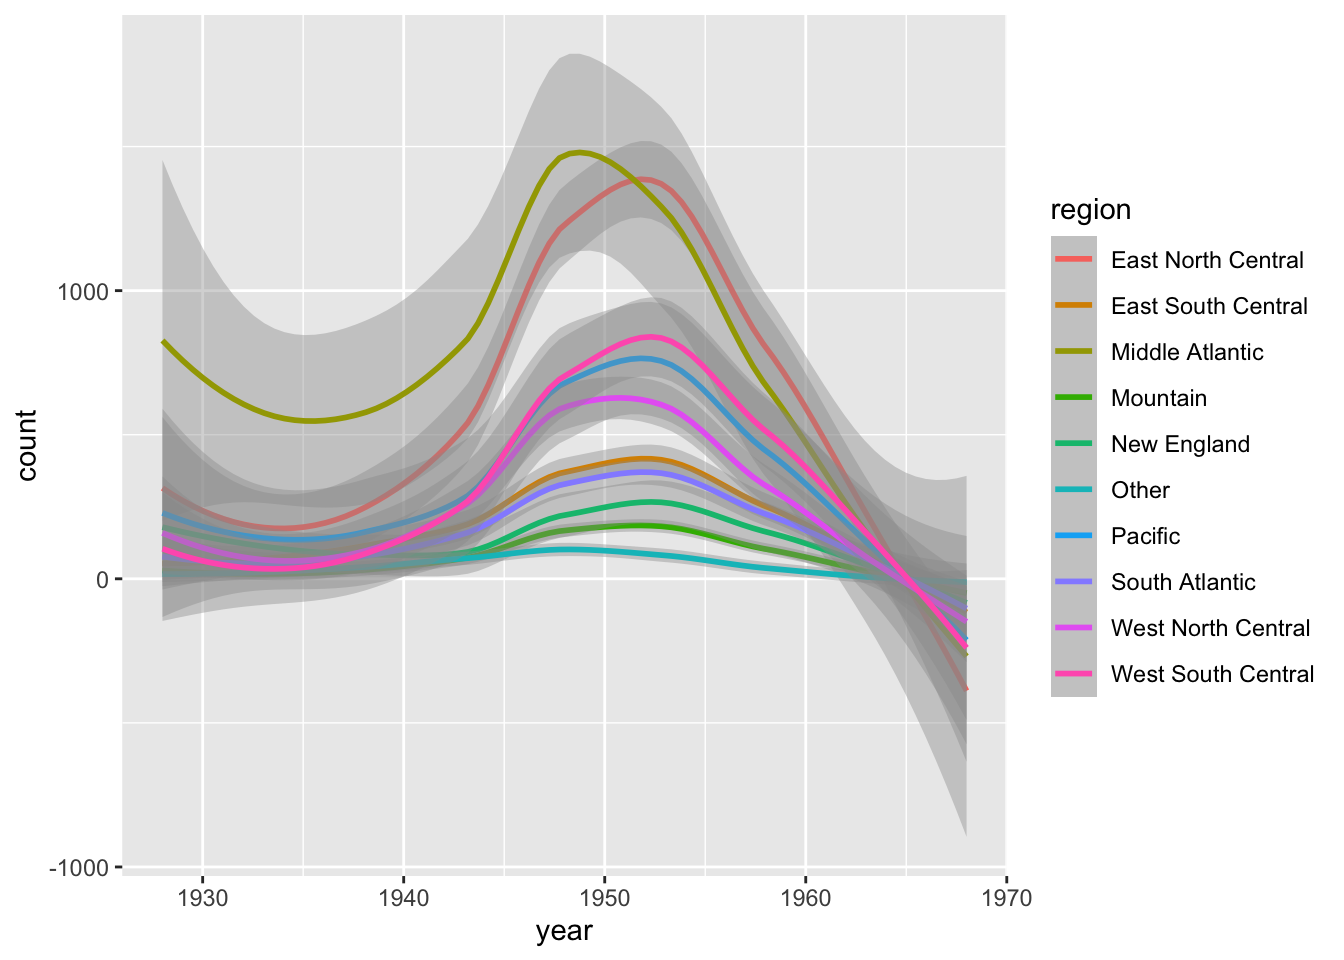 1000
0
-1000
count
1930 1940 1950 1960 1970
year
region
East North Central
East South Central
Middle Atlantic
Mountain
New England
Other
Pacific
South Atlantic
West North Central
West South Central